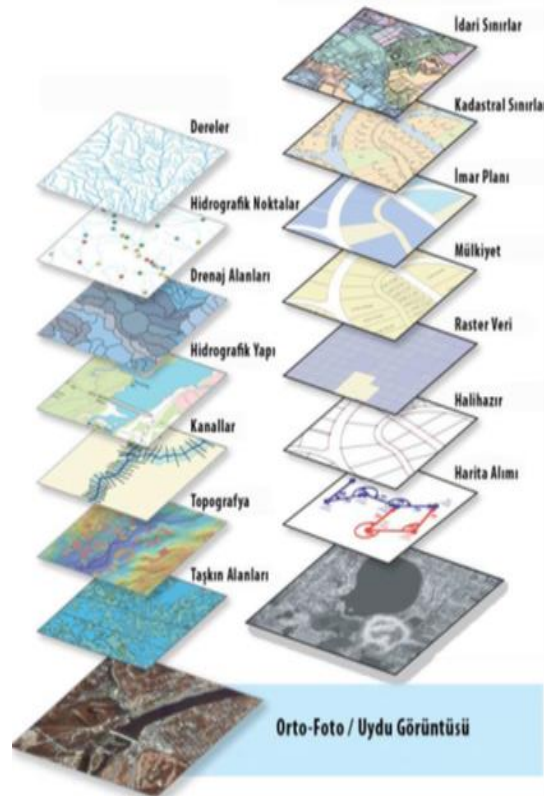 Dereler
Hidrografik Noktalar
Drenaj Alanları
Hidrografik Yapı
Kanallar
Topografya
Taşkın Alanları
İdari Sınırlar
Kadastral Sınırlar
İmar Planı
Mülkiyet
Raster Veri
Halihazır
Harita Alımı
Orto-Foto / Uydu Görüntüsü